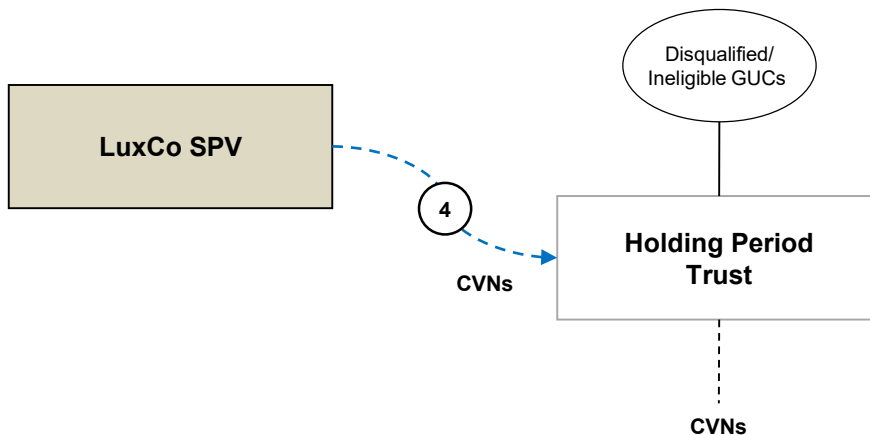 Disqualified/
Ineligible GUCs
LuxCo SPV
4
Holding Period
Trust
CVNs
CVNs